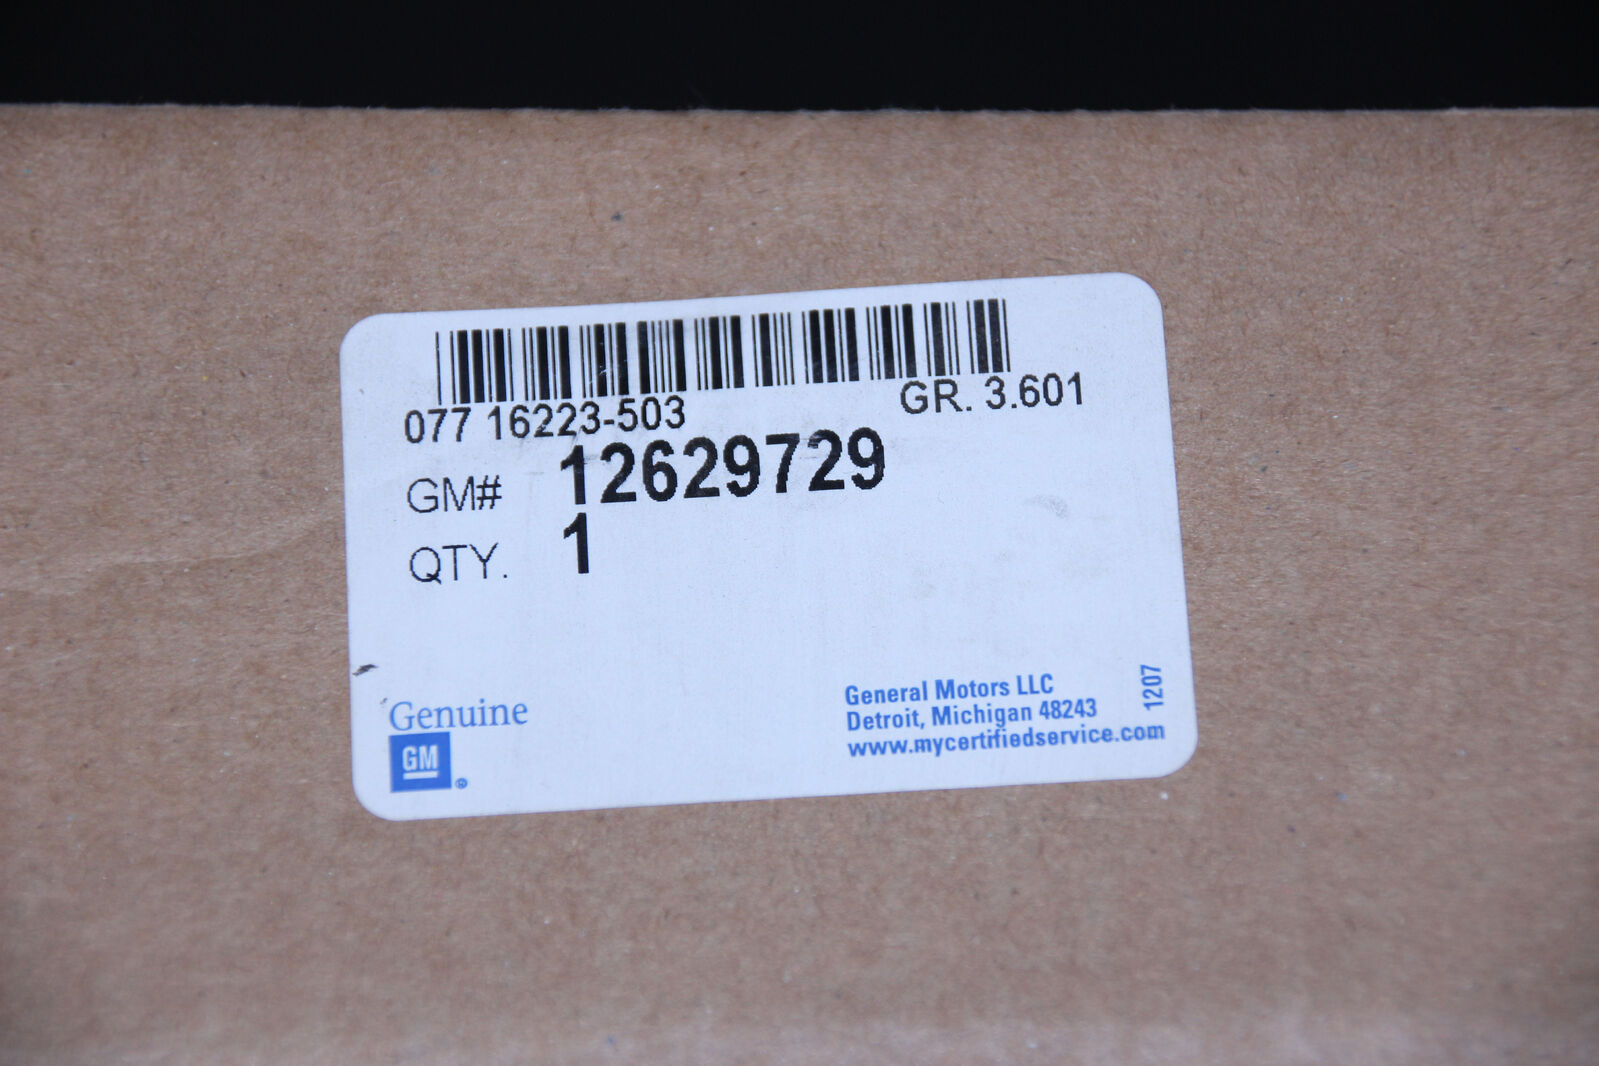 077 16223-503
GR. 3.601
GM# 12629729
QTY. 1
Genuine
GM
®
General Motors LLC
Detroit, Michigan 48243
www.mycertifiedservice.com
1207